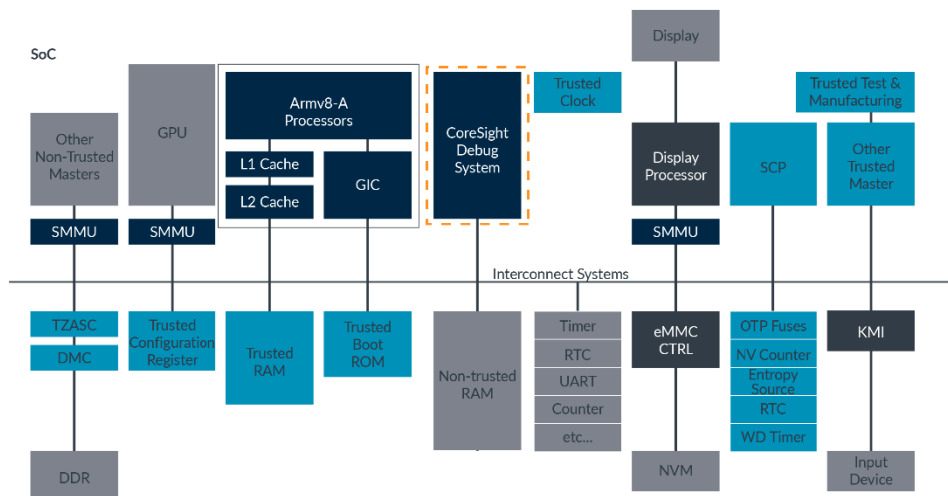 Display
SoC
Trusted Test &
Manufacturing
Trusted
Clock
Armv8-A
Processors
GPU
CoreSight
Debug
System
Other
Non-Trusted
Masters
L1 Cache
L2 Cache
GIC
Display
Processor
SCP
Other
Trusted
Master
SMMU
SMMU
SMMU
Interconnect Systems
TZASC
DMC
Trusted
Configuration
Register
Trusted
RAM
Trusted
Boot
ROM
Non-trusted
RAM
Timer
RTC
UART
Counter
etc...
eMMC
CTRL
OTP Fuses
NV Counter
Entropy
Source
RTC
WD Timer
KMI
DDR
NVM
Input
Device